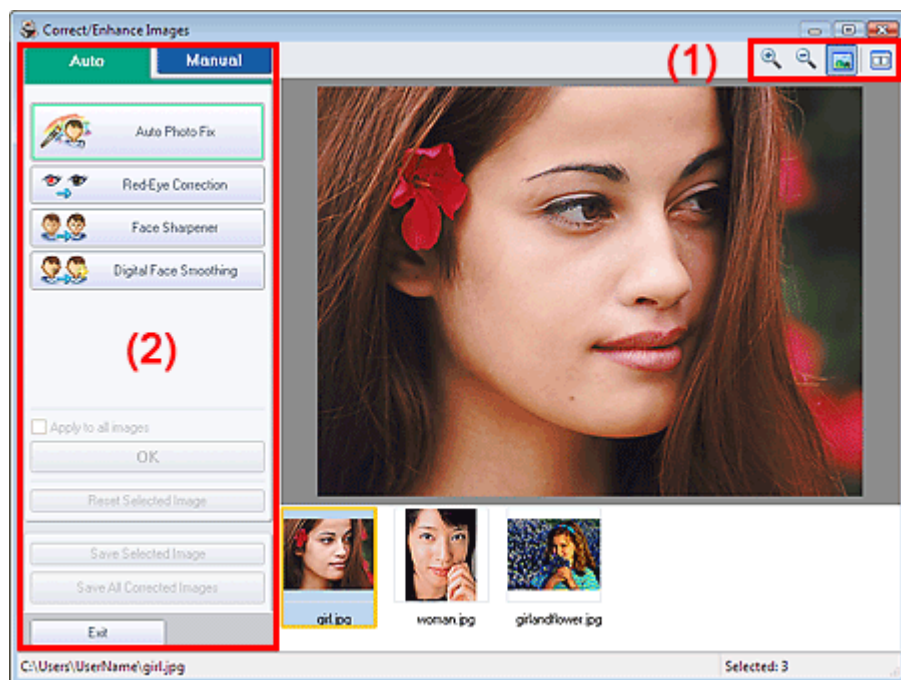 Correct/Enhance Images
(1)
Auto
Manual
Auto Photo Fix
Red-Eye Correction
Face Sharpener
Digital Face Smoothing
(2)
Apply to all images
OK
Reset Selected Image
Save Selected Image
Save All Corrected Images
Exit
girl.jpg
woman.jpg
girlandflower.jpg
C:\Users\UserName\girl.jpg
Selected: 3